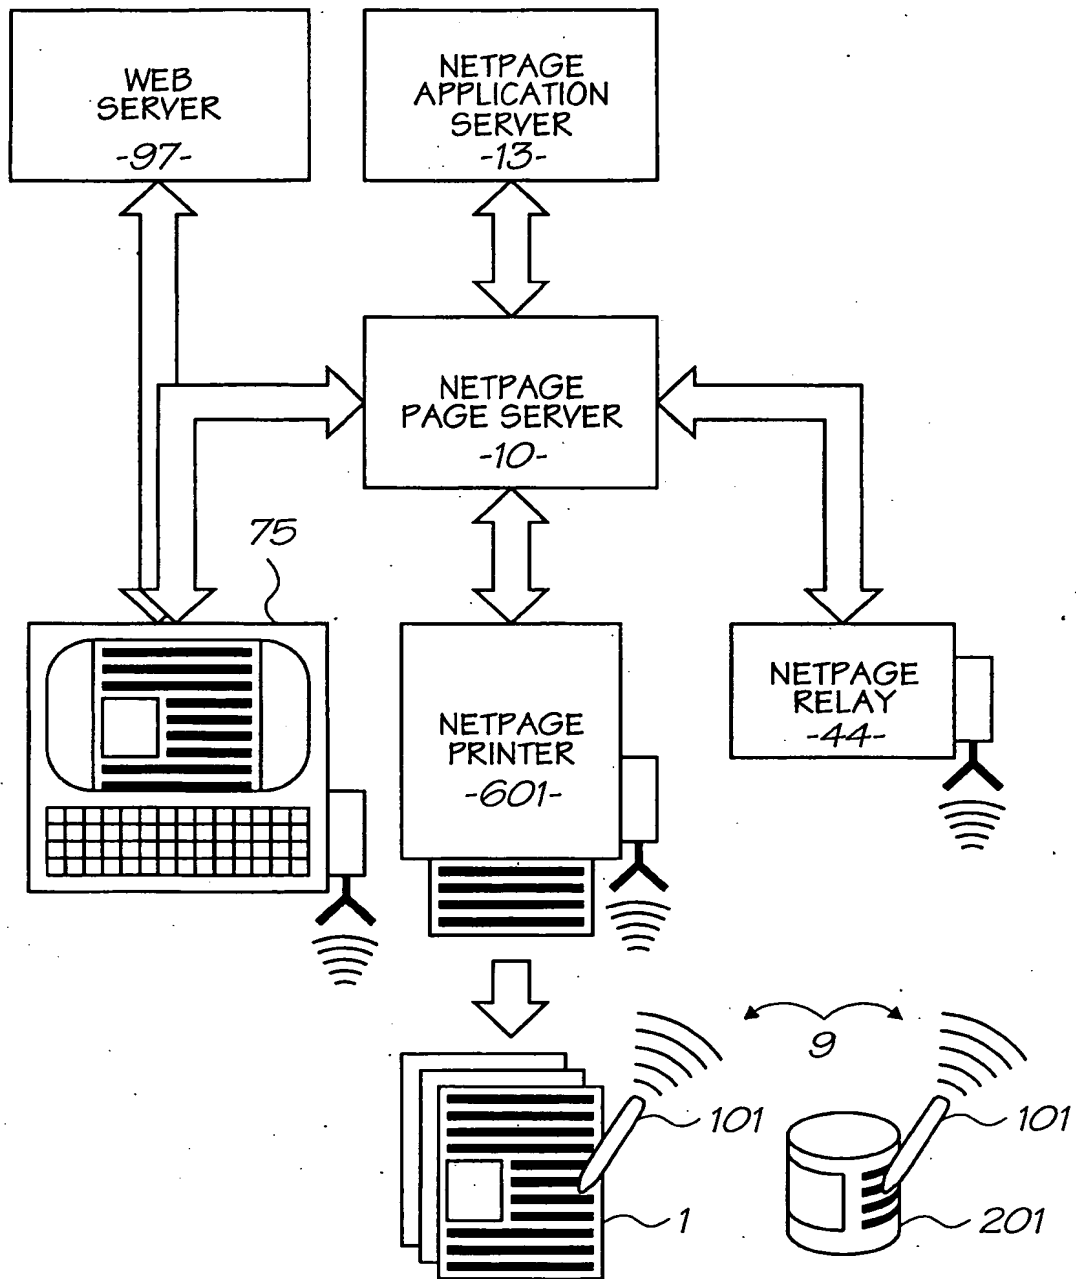 WEB
SERVER
-97-
NETPAGE
APPLICATION
SERVER
-13-
NETPAGE
PAGE SERVER
-10-
75
NETPAGE
PRINTER
-601-
NETPAGE
RELAY
-44-
9
101
101
1
201